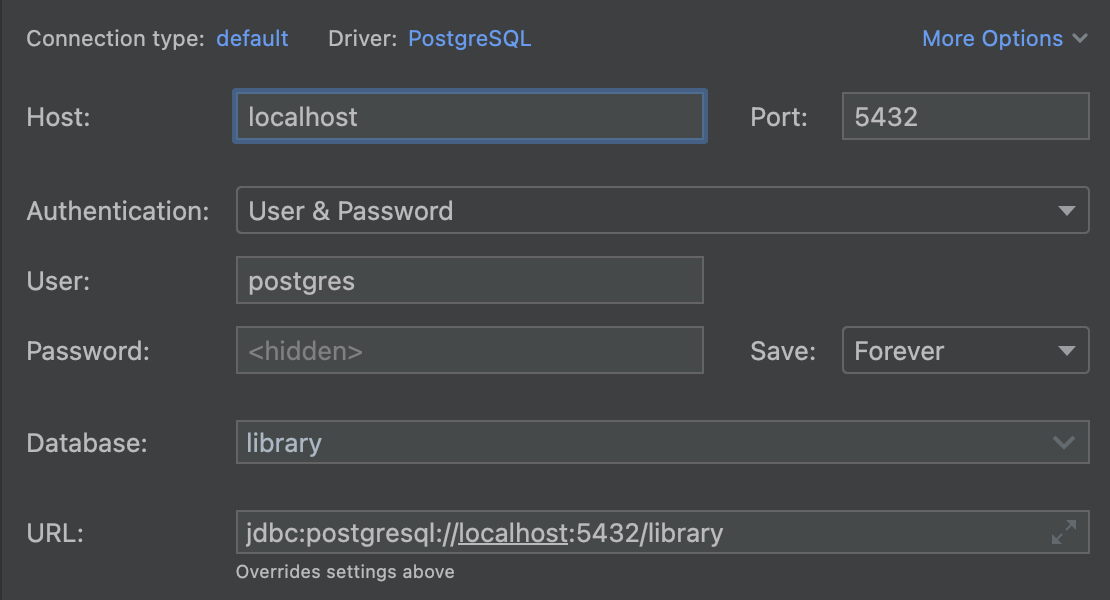 Connection type: default Driver: PostgreSQL More Options
Host: localhost Port: 5432
Authentication: User & Password
User: postgres
Password: <hidden> Save: Forever
Database: library
URL: jdbc:postgresql://localhost:5432/library
Overrides settings above